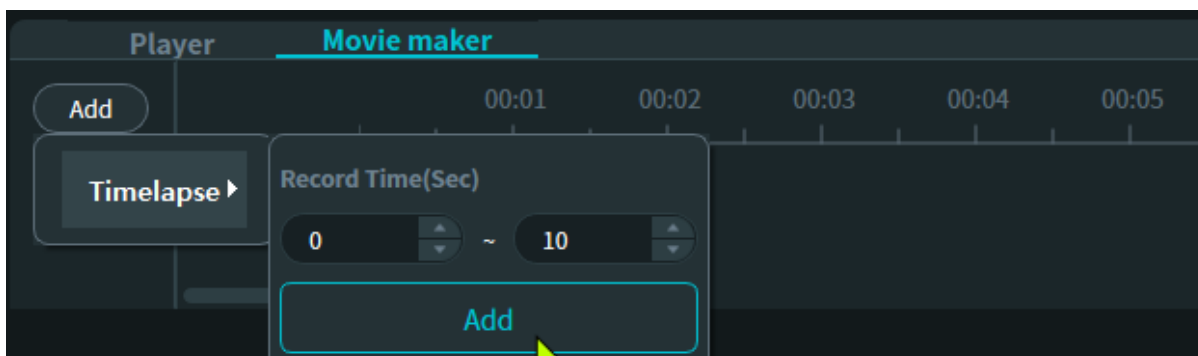 Player Movie maker
Add 00:01 00:02 00:03 00:04 00:05
Timelapse
Record Time(Sec)
0 ~ 10
Add